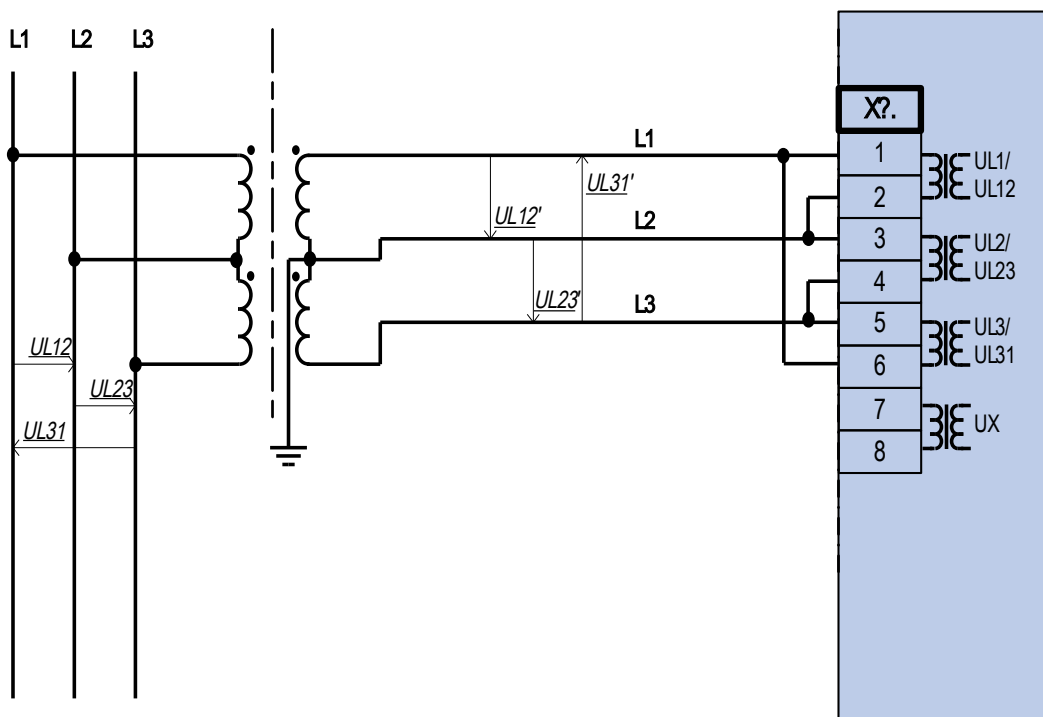 L1 L2 L3
X?.
L1
1
UL1/
UL12
UL31'
2
UL12'
L2
3
UL2/
UL23
4
UL23'
L3
5
UL3/
UL31
UL12
6
UL23
7
UX
UL31
8